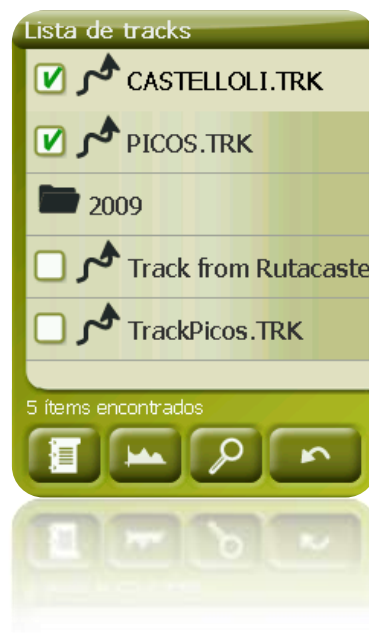 Lista de tracks
CASTELLOLI.TRK
PICOS.TRK
2009
Track from Rutacaste
TrackPicos.TRK
5 ítems encontrados